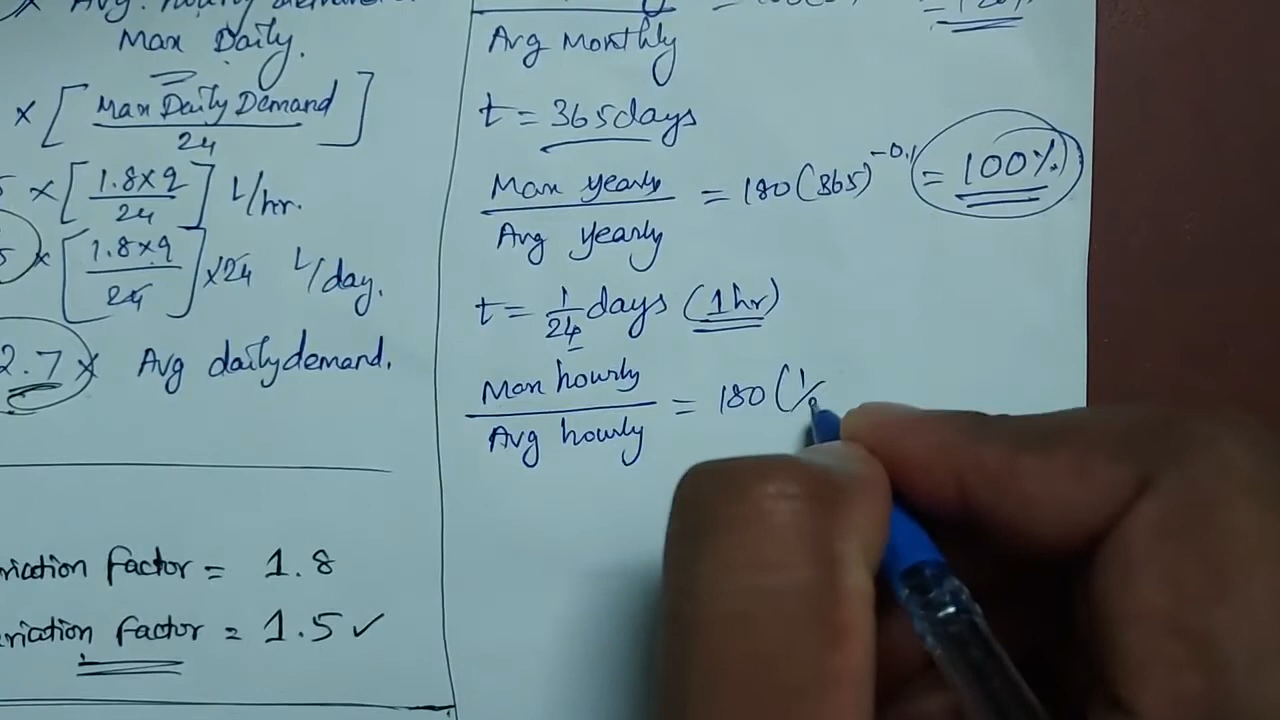 Max Daily.
× [Max Daily Demand / 24]
× [1.8×q / 24] L/hr.
× [1.8×q / 24] ×24 L/day.
2.7 × Avg daily demand.
riation factor = 1.8
riation factor = 1.5 ✓
Avg Monthly
t = 365 days
Max yearly / Avg yearly = 180(365)^-0.1 = 100%
t = 1/24 days (1 hr)
Max hourly / Avg hourly = 180 (1/